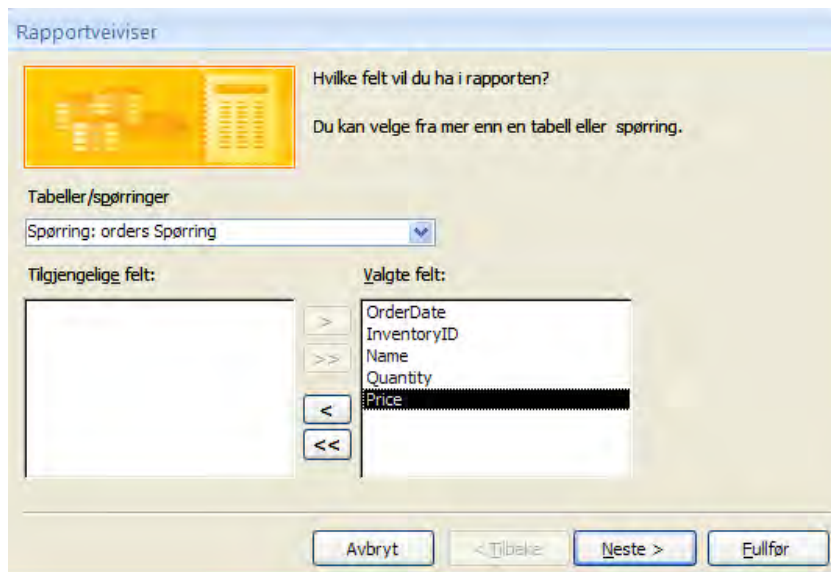 Rapportveiviser
Hvilke felt vil du ha i rapporten?
Du kan velge fra mer enn en tabell eller spørring.
Tabeller/spørringer
Spørring: orders Spørring
Tilgjengelige felt:
Valgte felt:
OrderDate
InventoryID
Name
Quantity
Price
>
>>
<
<<
Avbryt
< Tilbake
Neste >
Fullfør